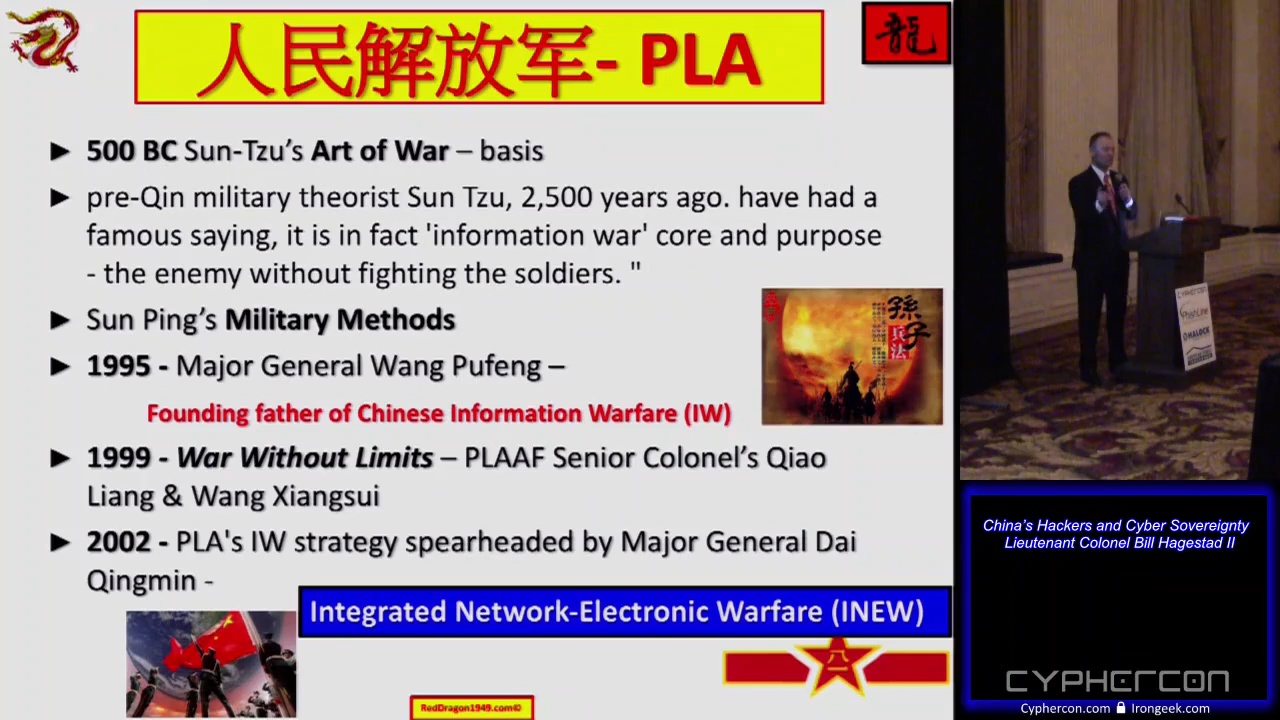 人民解放军- PLA
龍
► 500 BC Sun-Tzu's Art of War – basis
► pre-Qin military theorist Sun Tzu, 2,500 years ago. have had a
famous saying, it is in fact 'information war' core and purpose
- the enemy without fighting the soldiers. "
► Sun Ping's Military Methods
► 1995 - Major General Wang Pufeng –
Founding father of Chinese Information Warfare (IW)
孫子
兵法
► 1999 - War Without Limits – PLAAF Senior Colonel's Qiao
Liang & Wang Xiangsui
► 2002 - PLA's IW strategy spearheaded by Major General Dai
Qingmin -
Integrated Network-Electronic Warfare (INEW)
八一
RedDragon1949.com©
CYPHERCON
China's Hackers and Cyber Sovereignty
Lieutenant Colonel Bill Hagestad II
CYPHERCON
Cyphercon.com Irongeek.com